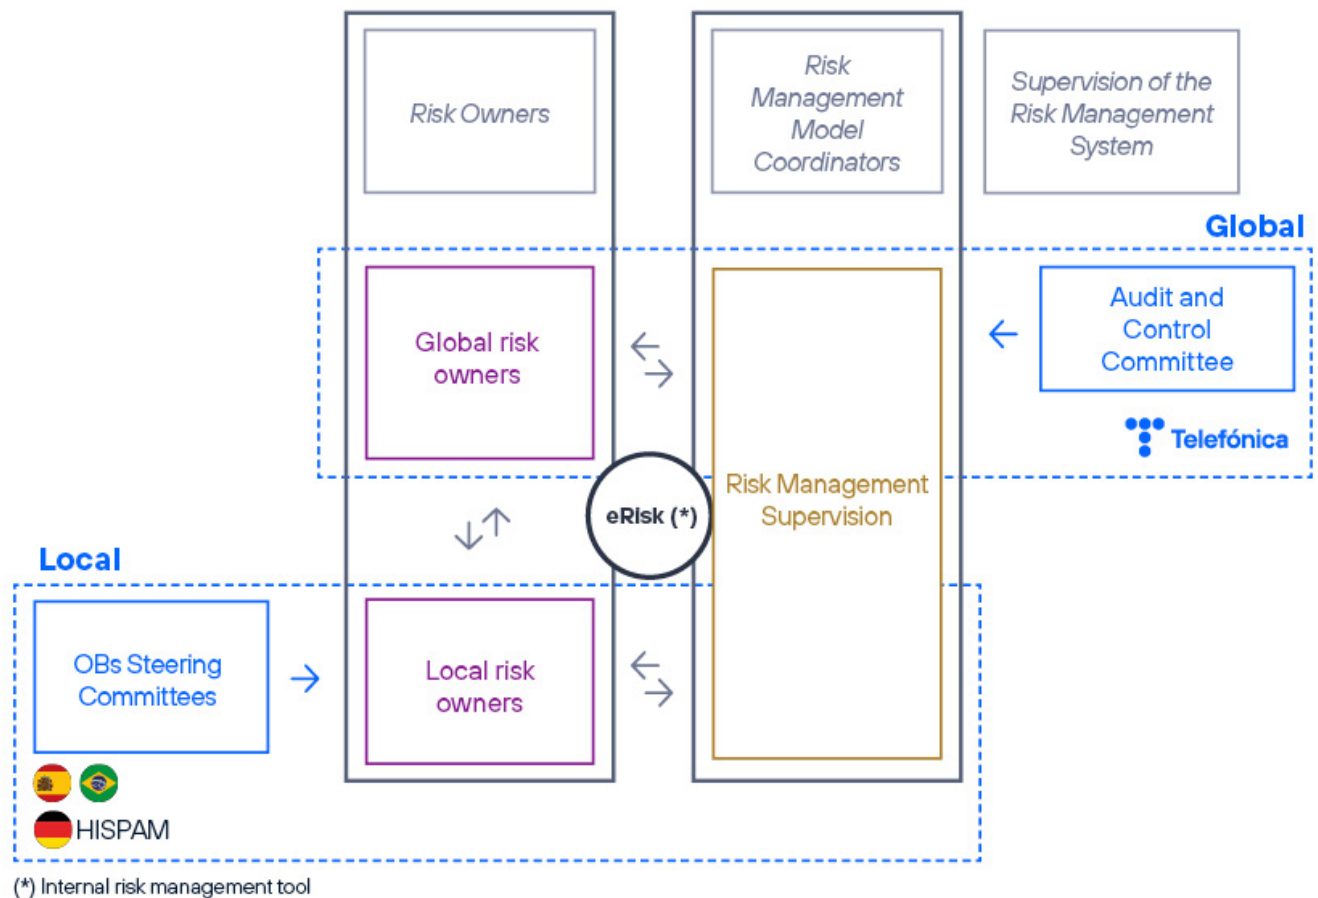 Risk Owners
Risk
Management
Model
Coordinators
Supervision of the
Risk Management
System
Global
Global risk
owners
Audit and
Control
Committee
Telefónica
Risk Management
Supervision
eRisk (*)
Local
OBs Steering
Committees
Local risk
owners
HISPAM
(*) Internal risk management tool